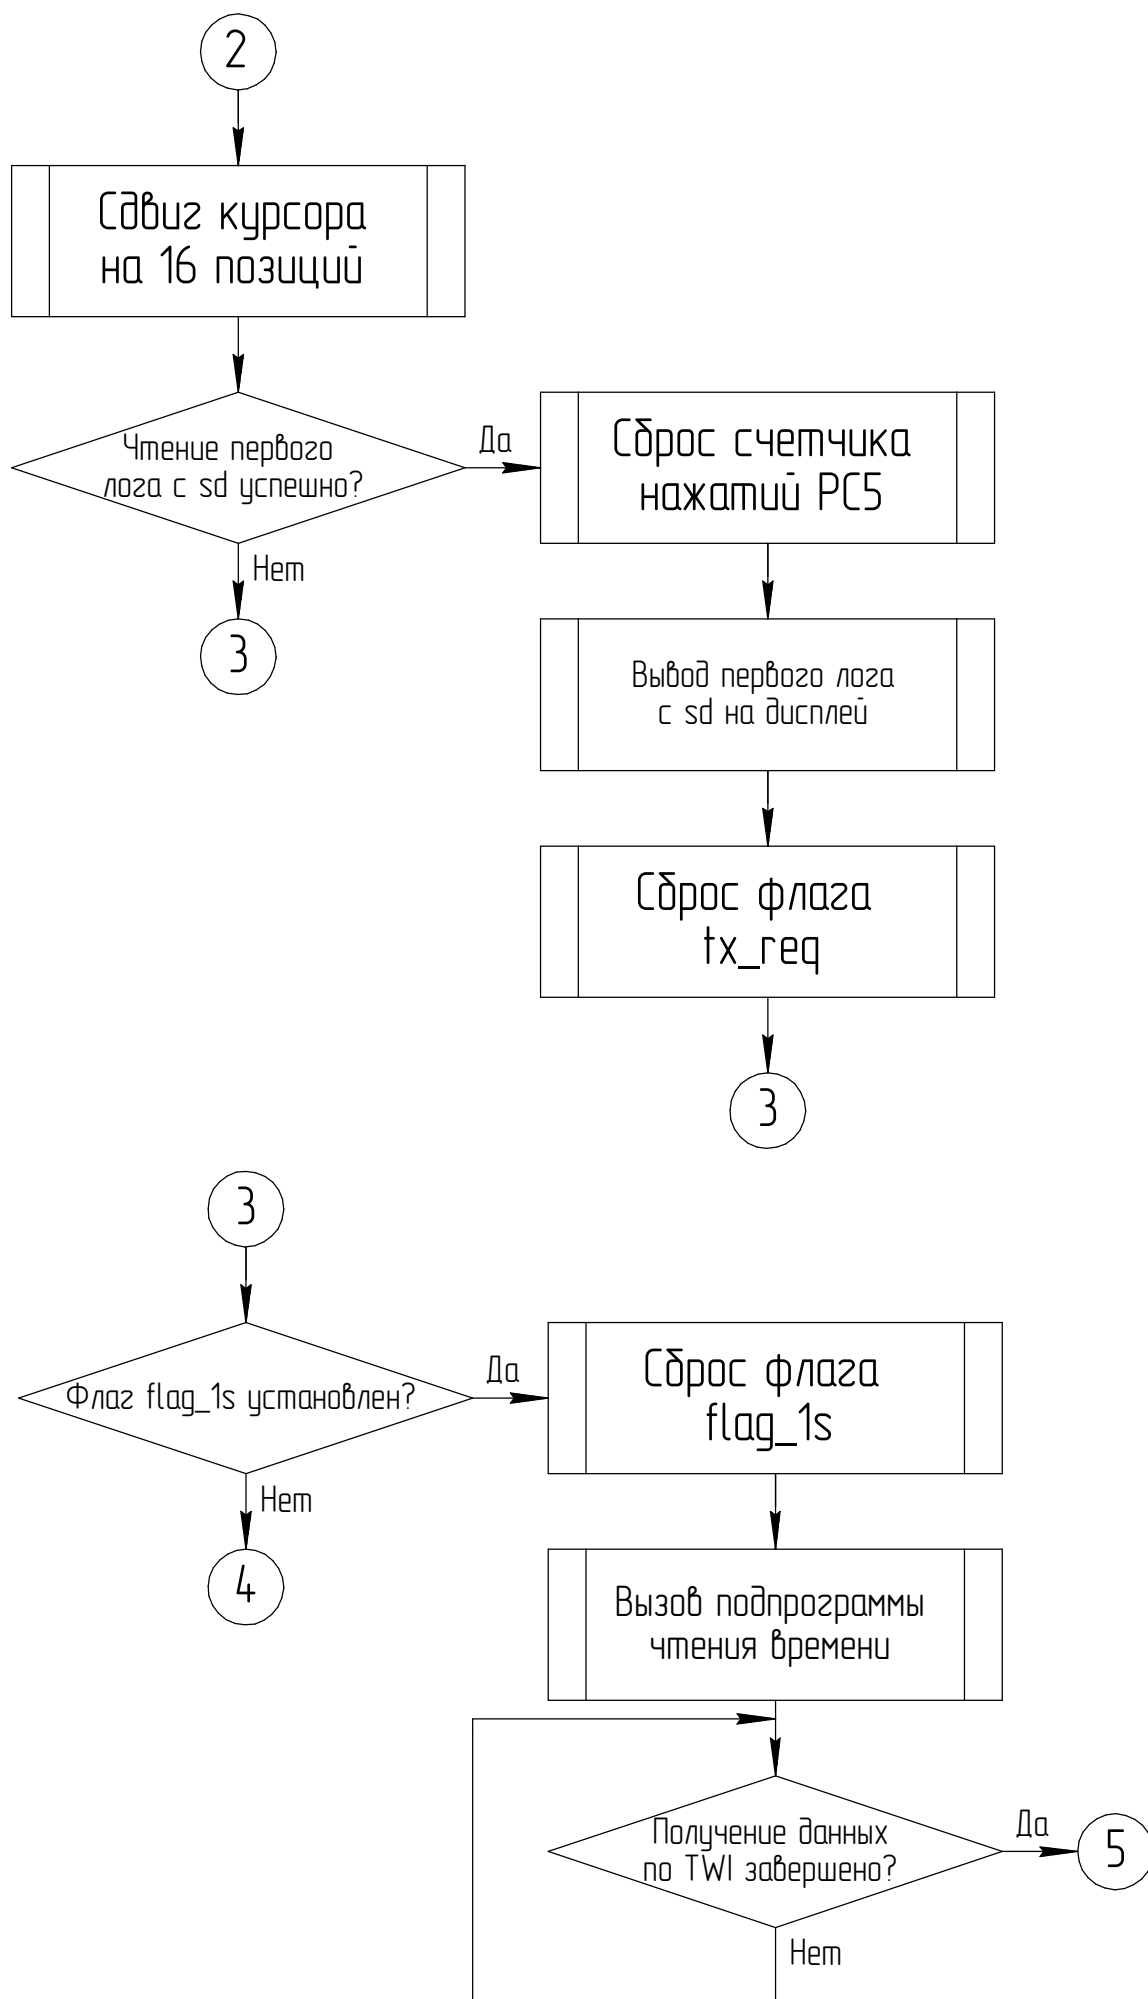 2
Сдвиг курсора
на 16 позиций
Чтение первого
лога с sd успешно?
Да
Нет
3
Сброс счетчика
нажатий PC5
Вывод первого лога
с sd на дисплей
Сброс флага
tx_req
3
3
Флаг flag_1s установлен?
Да
Нет
4
Сброс флага
flag_1s
Вызов подпрограммы
чтения времени
Получение данных
по TWI завершено?
Да
5
Нет